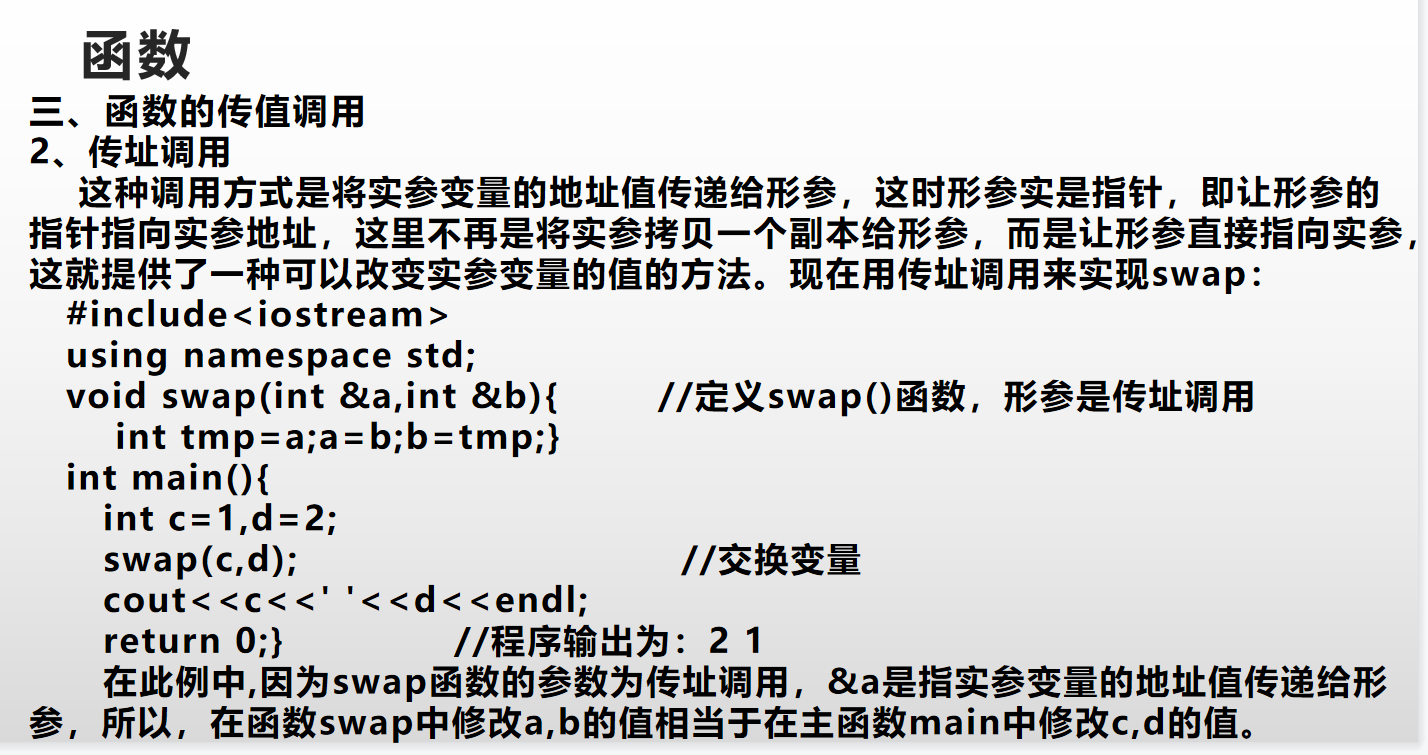 函数
三、函数的传值调用
2、传址调用
这种调用方式是将实参变量的地址值传递给形参，这时形参实是指针，即让形参的
指针指向实参地址，这里不再是将实参拷贝一个副本给形参，而是让形参直接指向实参，
这就提供了一种可以改变实参变量的值的方法。现在用传址调用来实现swap：
#include<iostream>
using namespace std;
void swap(int &a,int &b){ //定义swap()函数，形参是传址调用
int tmp=a;a=b;b=tmp;}
int main(){
int c=1,d=2;
swap(c,d); //交换变量
cout<<c<<' '<<d<<endl;
return 0;} //程序输出为：2 1
在此例中,因为swap函数的参数为传址调用，&a是指实参变量的地址值传递给形
参，所以，在函数swap中修改a,b的值相当于在主函数main中修改c,d的值。